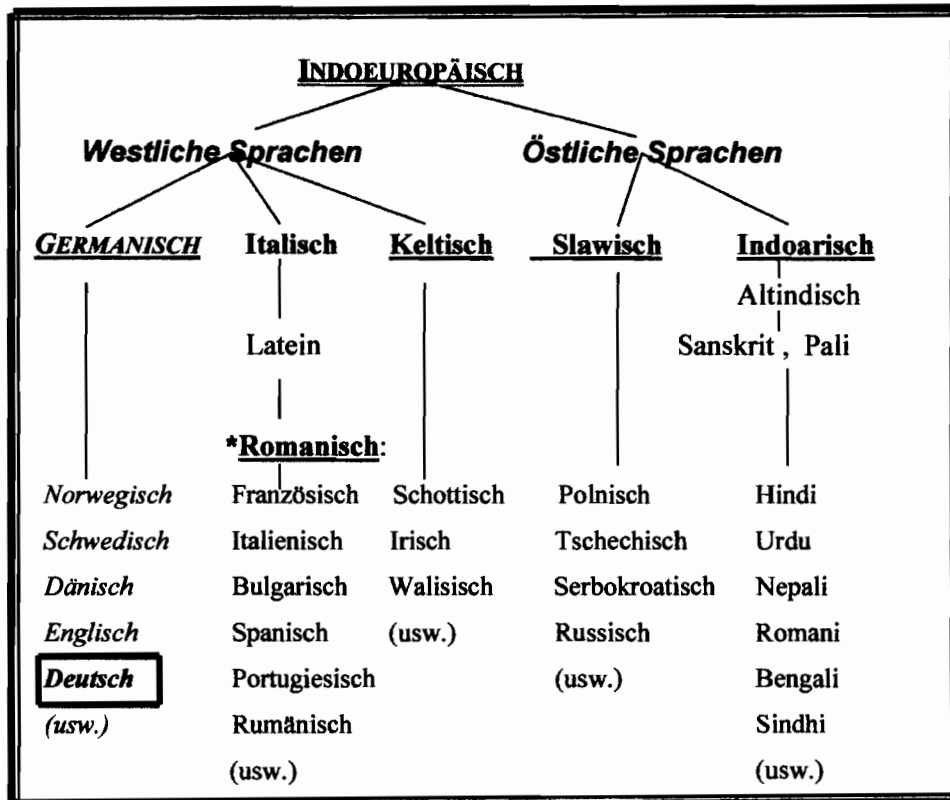 INDOEUROPÄISCH
Westliche Sprachen Östliche Sprachen
GERMANISCH Italisch Keltisch Slawisch Indoarisch
Altindisch
Latein Sanskrit , Pali
*Romanisch:
Norwegisch Französisch Schottisch Polnisch Hindi
Schwedisch Italienisch Irisch Tschechisch Urdu
Dänisch Bulgarisch Walisisch Serbokroatisch Nepali
Englisch Spanisch (usw.) Russisch Romani
Deutsch Portugiesisch (usw.) Bengali
(usw.) Rumänisch Sindhi
(usw.) (usw.)